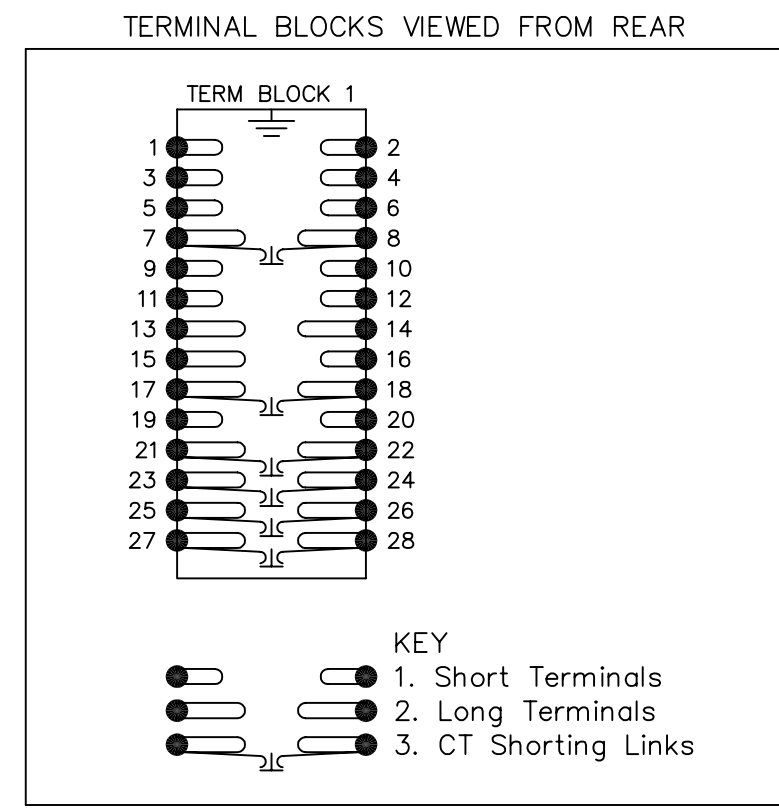 TERMINAL BLOCKS VIEWED FROM REAR
TERM BLOCK 1
1 2
3 4
5 6
7 8
9 10
11 12
13 14
15 16
17 18
19 20
21 22
23 24
25 26
27 28
KEY
1. Short Terminals
2. Long Terminals
3. CT Shorting Links